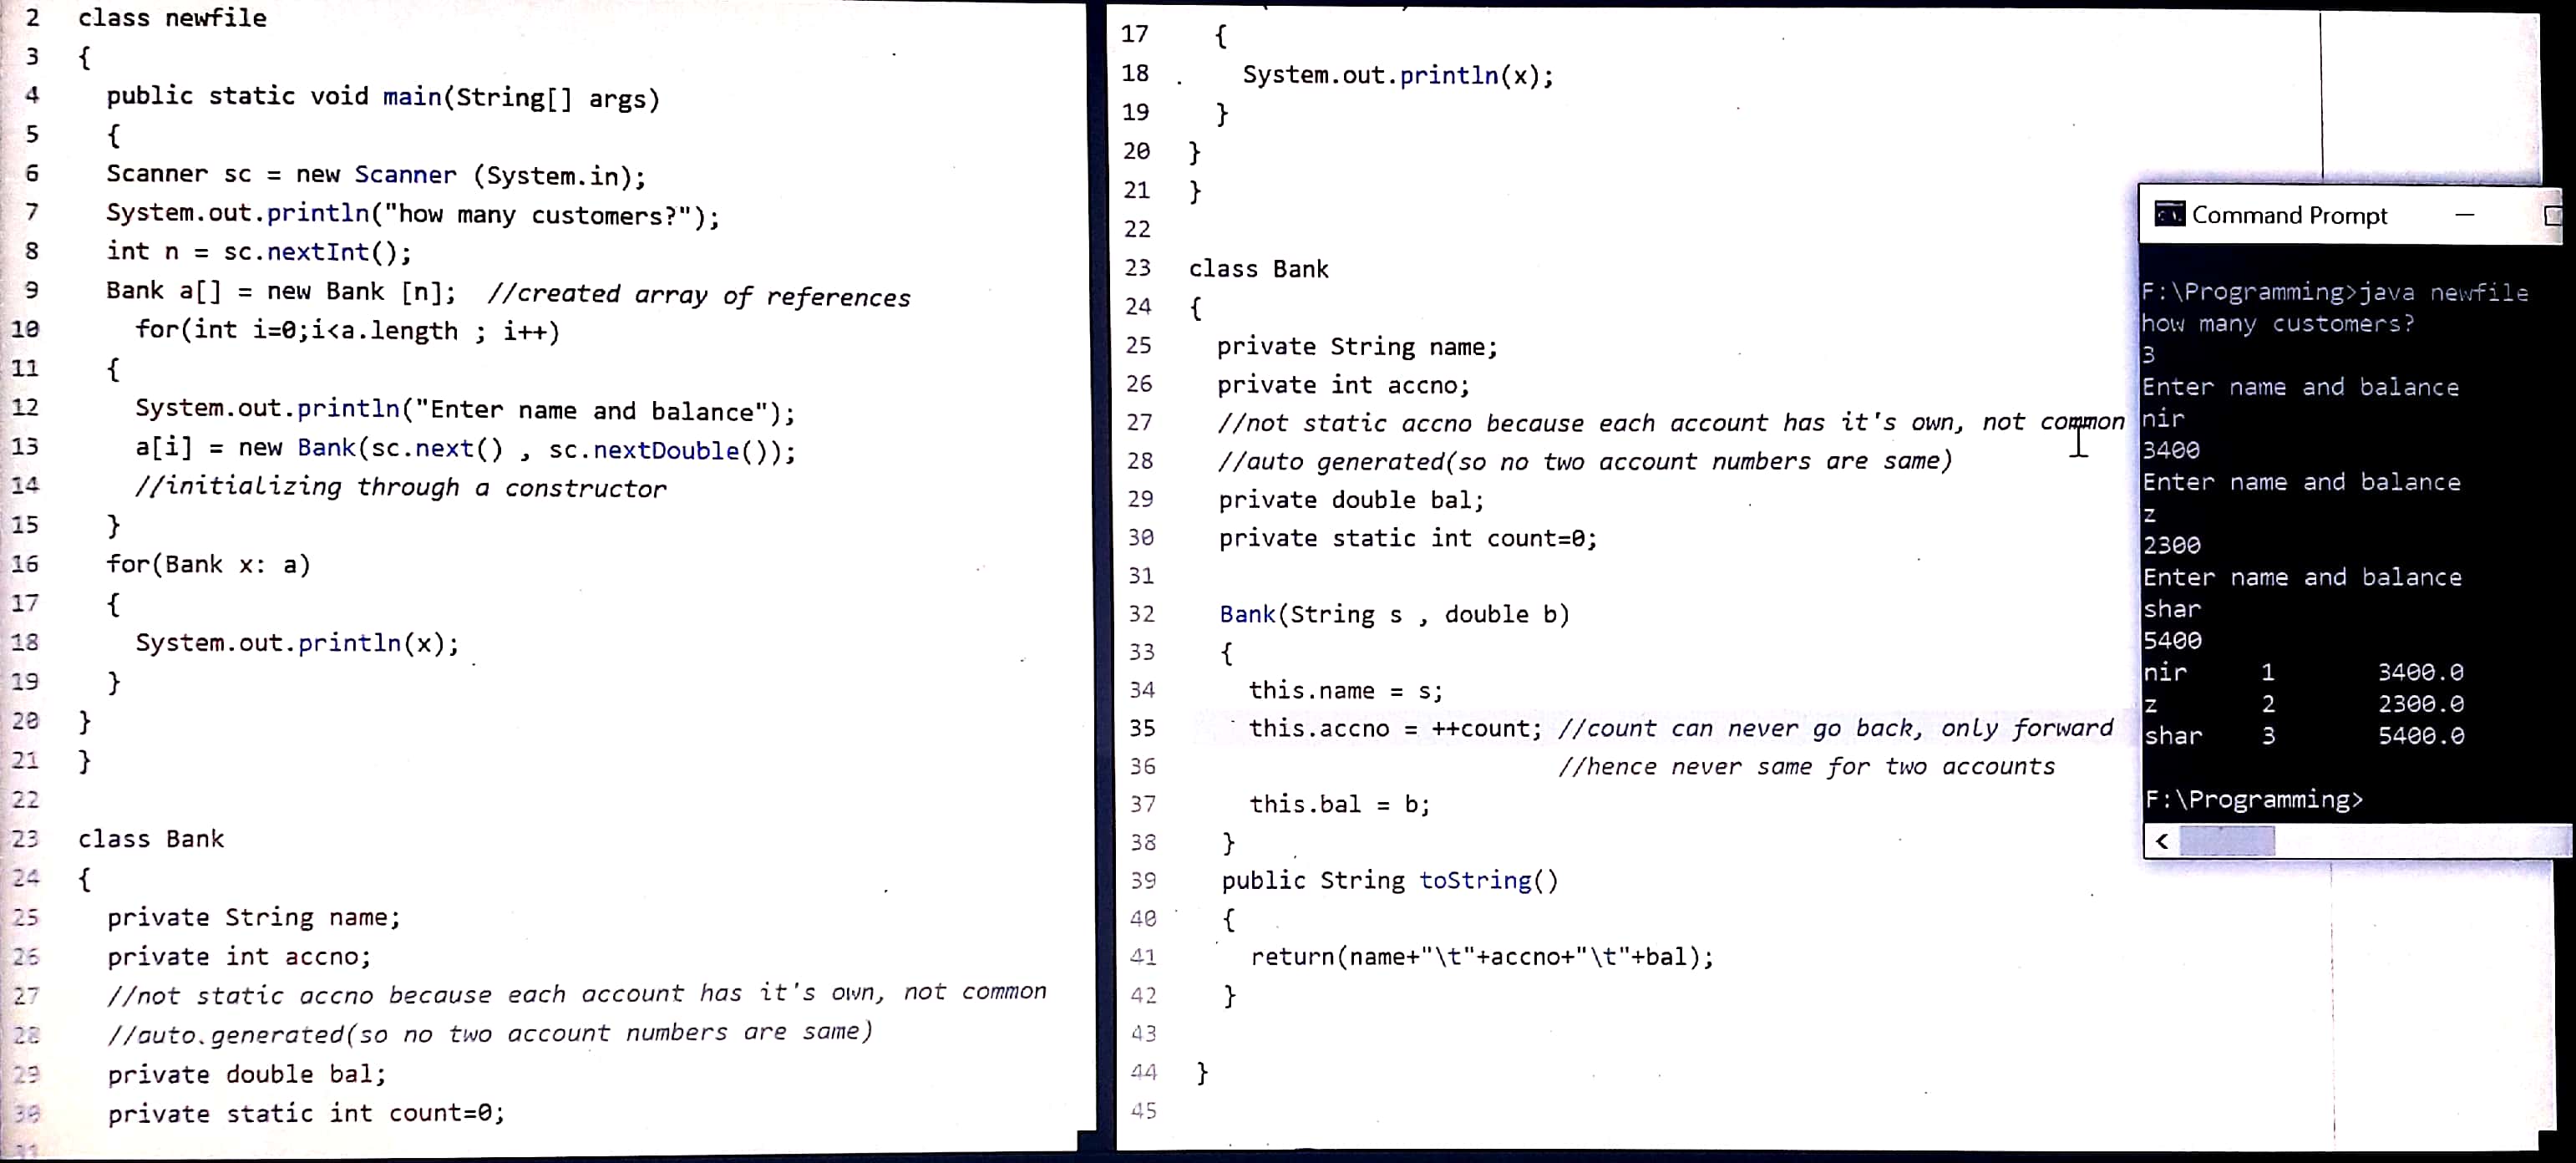 2 class newfile
3 {
4 public static void main(String[] args)
5 {
6 Scanner sc = new Scanner (System.in);
7 System.out.println("how many customers?");
8 int n = sc.nextInt();
9 Bank a[] = new Bank [n]; //created array of references
10 for(int i=0;i<a.length ; i++)
11 {
12 System.out.println("Enter name and balance");
13 a[i] = new Bank(sc.next() , sc.nextDouble());
14 //initializing through a constructor
15 }
16 for(Bank x: a)
17 {
18 System.out.println(x);
19 }
20 }
21 }
22
23 class Bank
24 {
25 private String name;
26 private int accno;
27 //not static accno because each account has it's own, not common
28 //auto.generated(so no two account numbers are same)
29 private double bal;
30 private static int count=0;
31
17 {
18 System.out.println(x);
19 }
20 }
21 }
22
23 class Bank
24 {
25 private String name;
26 private int accno;
27 //not static accno because each account has it's own, not common
28 //auto generated(so no two account numbers are same)
29 private double bal;
30 private static int count=0;
31
32 Bank(String s , double b)
33 {
34 this.name = s;
35 this.accno = ++count; //count can never go back, only forward
36 //hence never same for two accounts
37 this.bal = b;
38 }
39 public String toString()
40 {
41 return(name+"\t"+accno+"\t"+bal);
42 }
43
44 }
45
Command Prompt
F:\Programming>java newfile
how many customers?
3
Enter name and balance
nir
3400
Enter name and balance
z
2300
Enter name and balance
shar
5400
nir 1 3400.0
z 2 2300.0
shar 3 5400.0
F:\Programming>